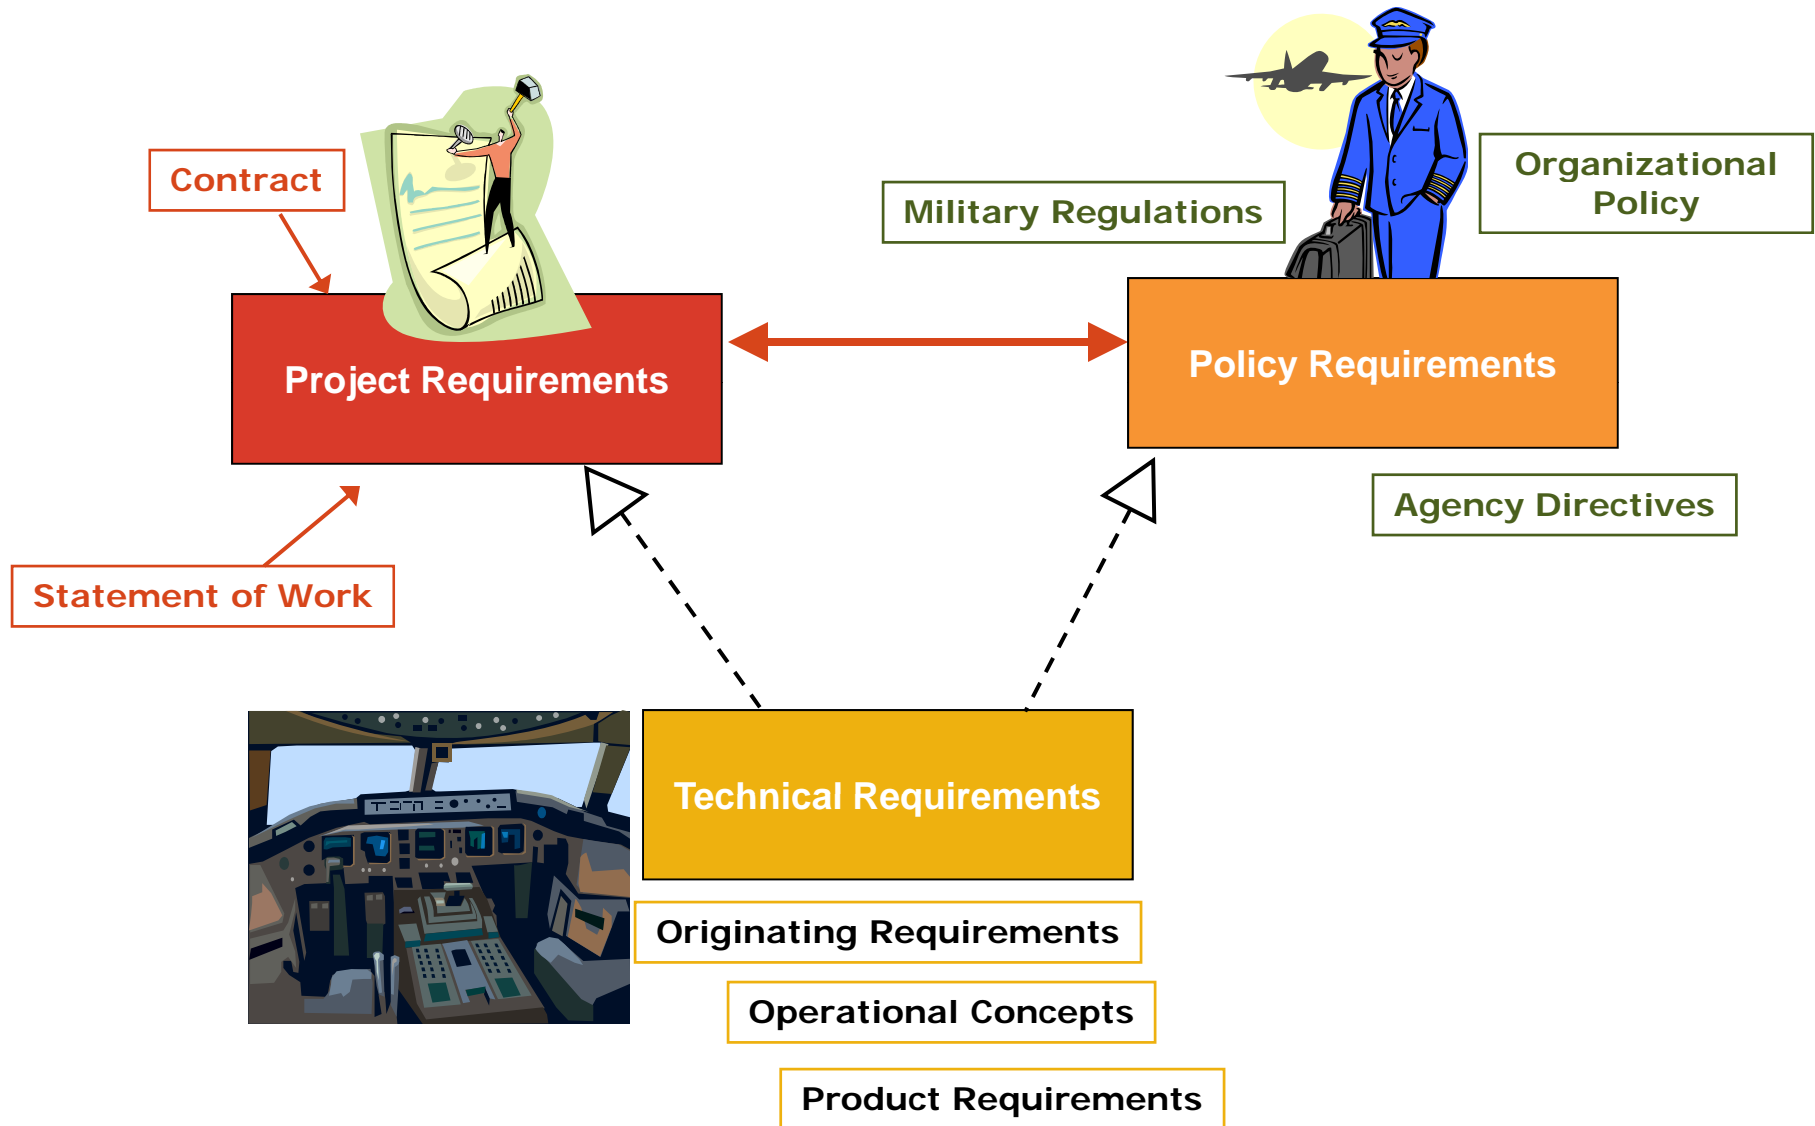 Contract
Military Regulations
Organizational
Policy
Project Requirements
Policy Requirements
Agency Directives
Statement of Work
Technical Requirements
Originating Requirements
Operational Concepts
Product Requirements